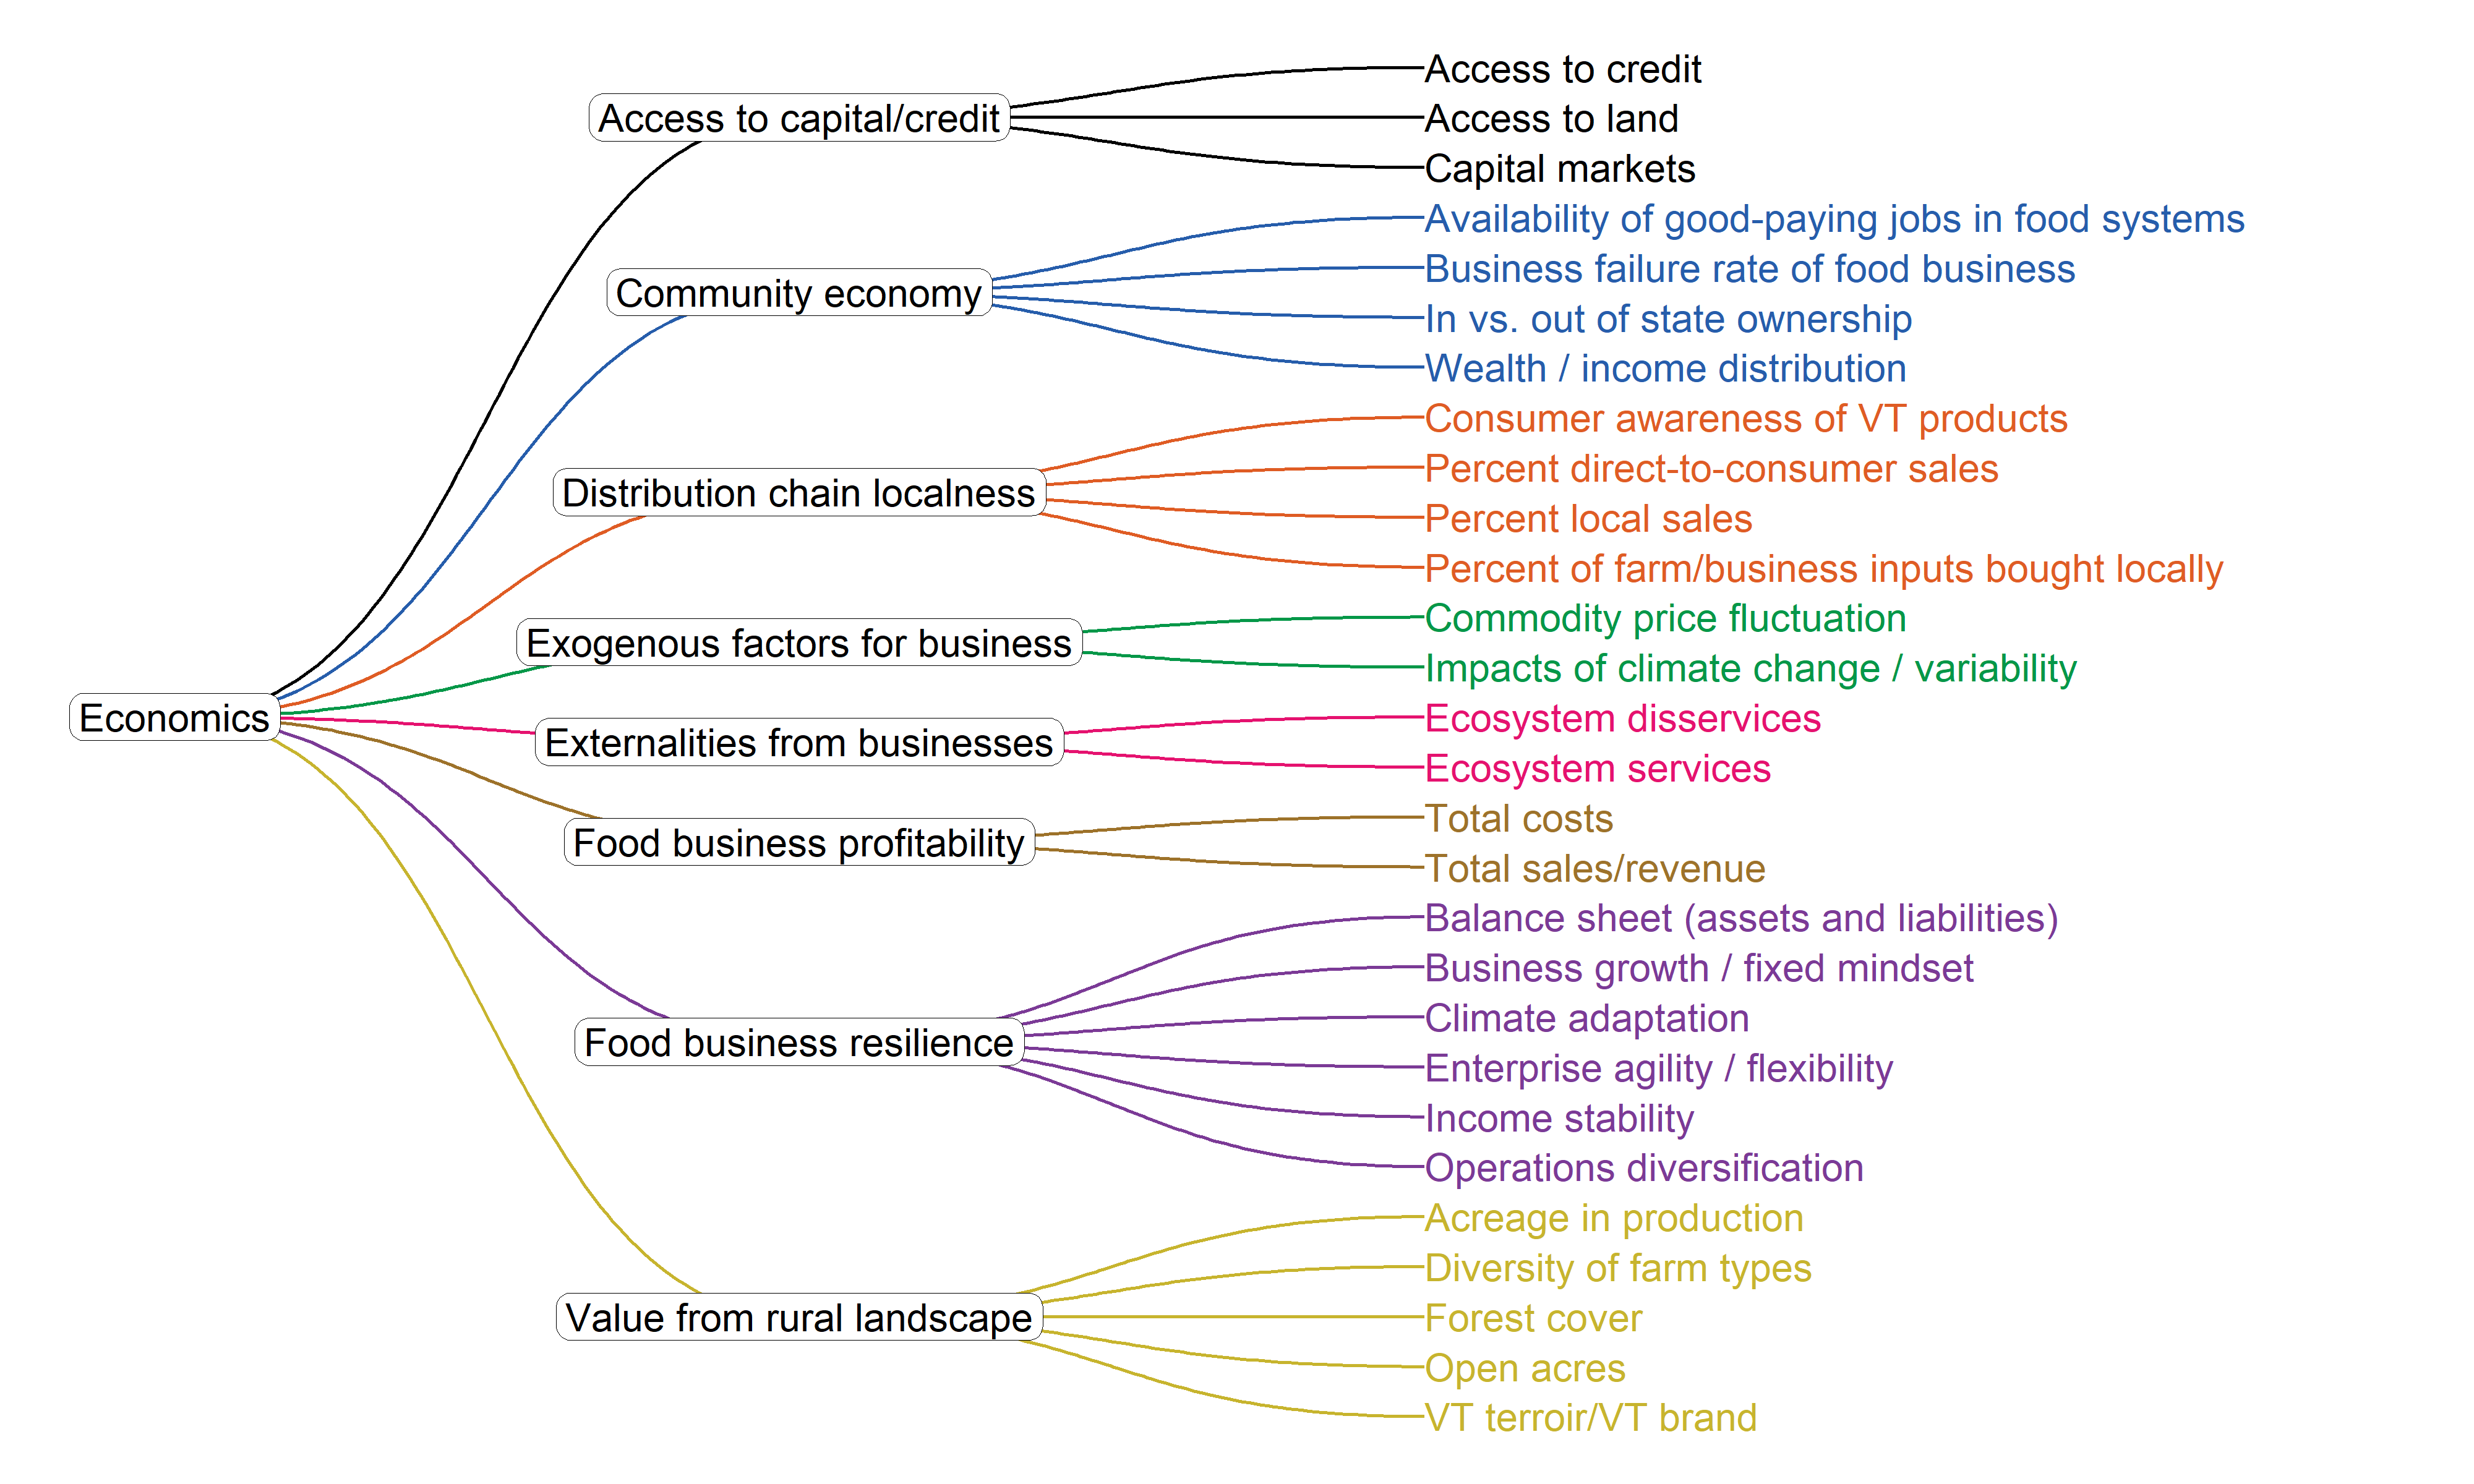 Economics
Access to capital/credit
Access to credit
Access to land
Capital markets
Community economy
Availability of good-paying jobs in food systems
Business failure rate of food business
In vs. out of state ownership
Wealth / income distribution
Distribution chain localness
Consumer awareness of VT products
Percent direct-to-consumer sales
Percent local sales
Percent of farm/business inputs bought locally
Exogenous factors for business
Commodity price fluctuation
Impacts of climate change / variability
Externalities from businesses
Ecosystem disservices
Ecosystem services
Food business profitability
Total costs
Total sales/revenue
Food business resilience
Balance sheet (assets and liabilities)
Business growth / fixed mindset
Climate adaptation
Enterprise agility / flexibility
Income stability
Operations diversification
Value from rural landscape
Acreage in production
Diversity of farm types
Forest cover
Open acres
VT terroir/VT brand